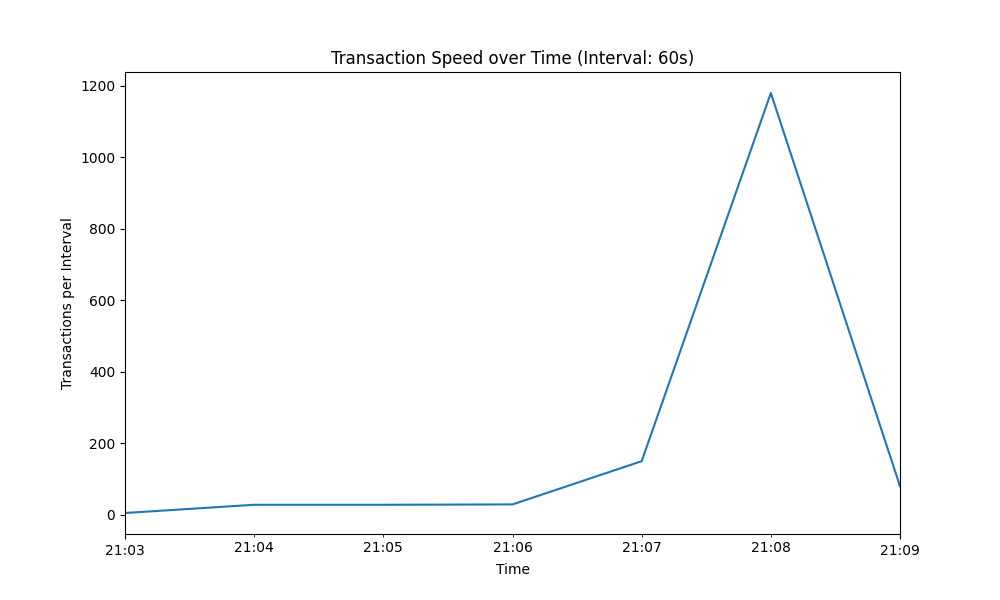 Transaction Speed over Time (Interval: 60s)
Transactions per Interval
1200
1000
800
600
400
200
0
21:03 21:04 21:05 21:06 21:07 21:08 21:09
Time